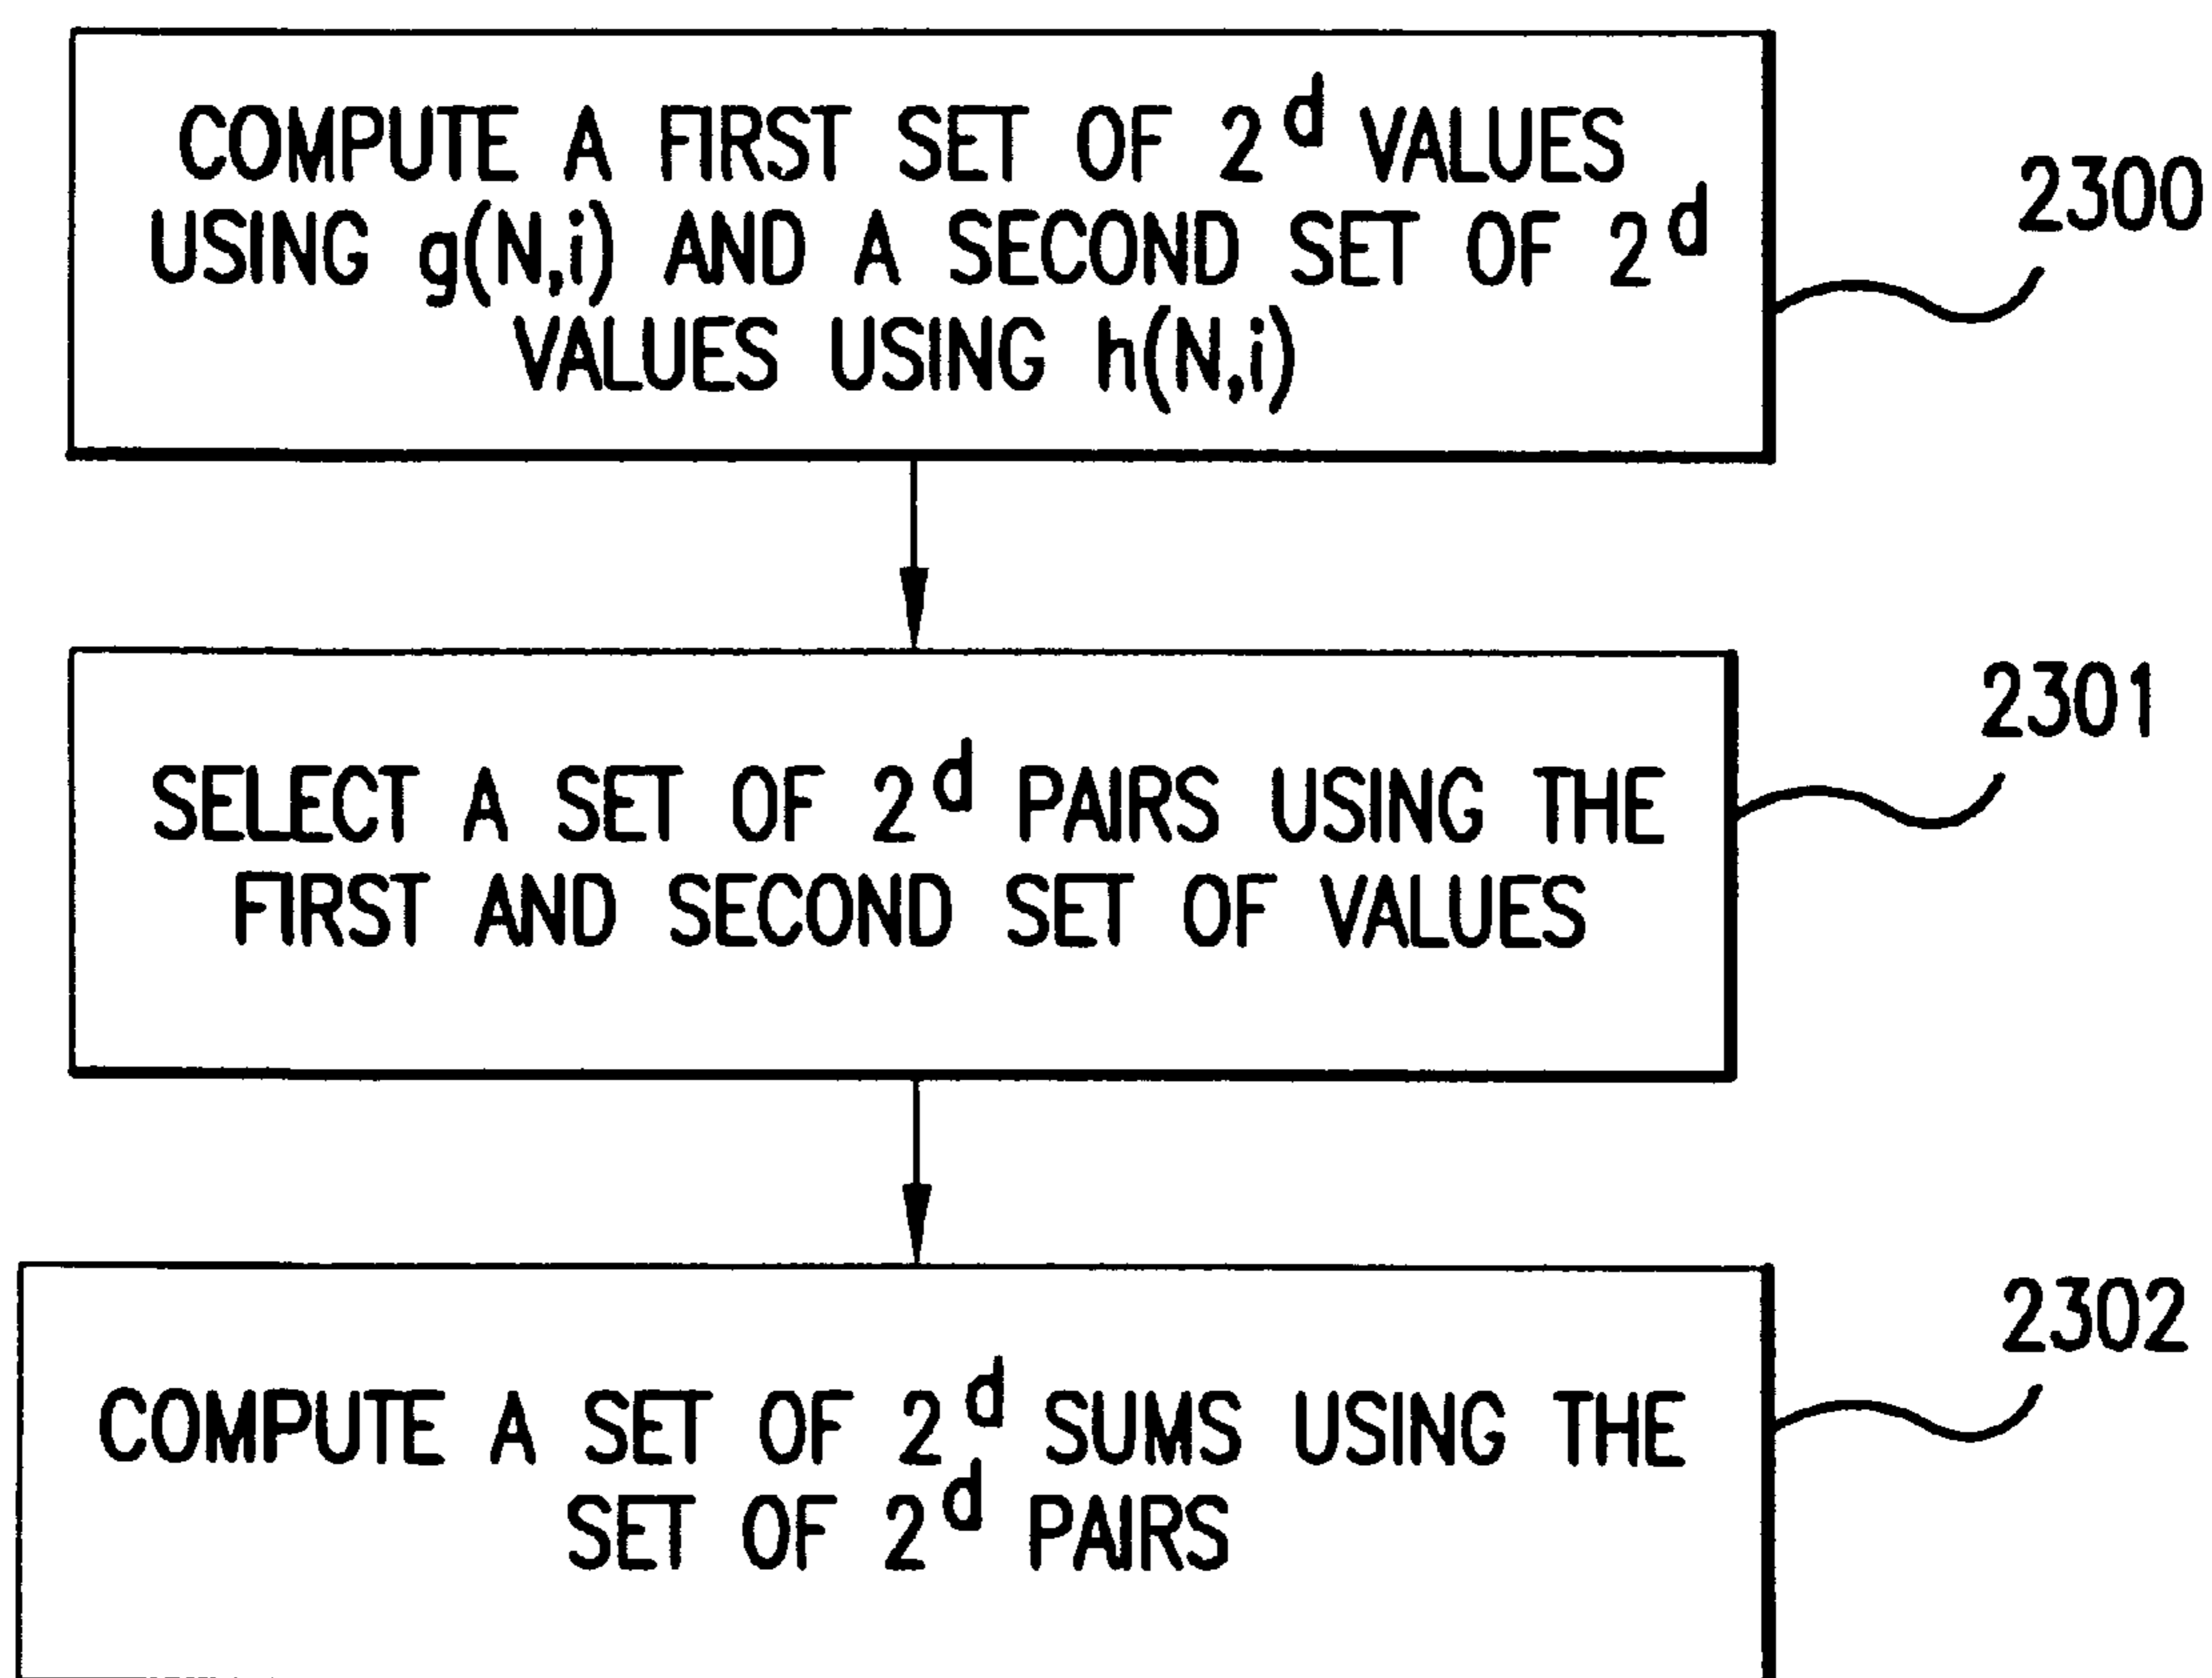 COMPUTE A FIRST SET OF 2^d VALUES
USING g(N,i) AND A SECOND SET OF 2^d
VALUES USING h(N,i)
2300
SELECT A SET OF 2^d PAIRS USING THE
FIRST AND SECOND SET OF VALUES
2301
COMPUTE A SET OF 2^d SUMS USING THE
SET OF 2^d PAIRS
2302